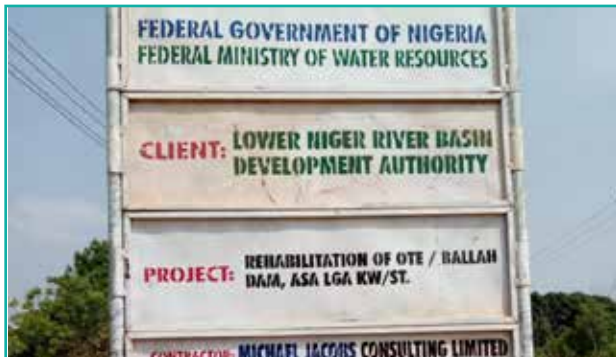 FEDERAL GOVERNMENT OF NIGERIA
FEDERAL MINISTRY OF WATER RESOURCES
CLIENT: LOWER NIGER RIVER BASIN
DEVELOPMENT AUTHORITY
PROJECT: REHABILITATION OF OTE / BALLAH
DAM, ASA LGA KW/ST.
CONTRACTOR: MICHAEL JACOBS CONSULTING LIMITED